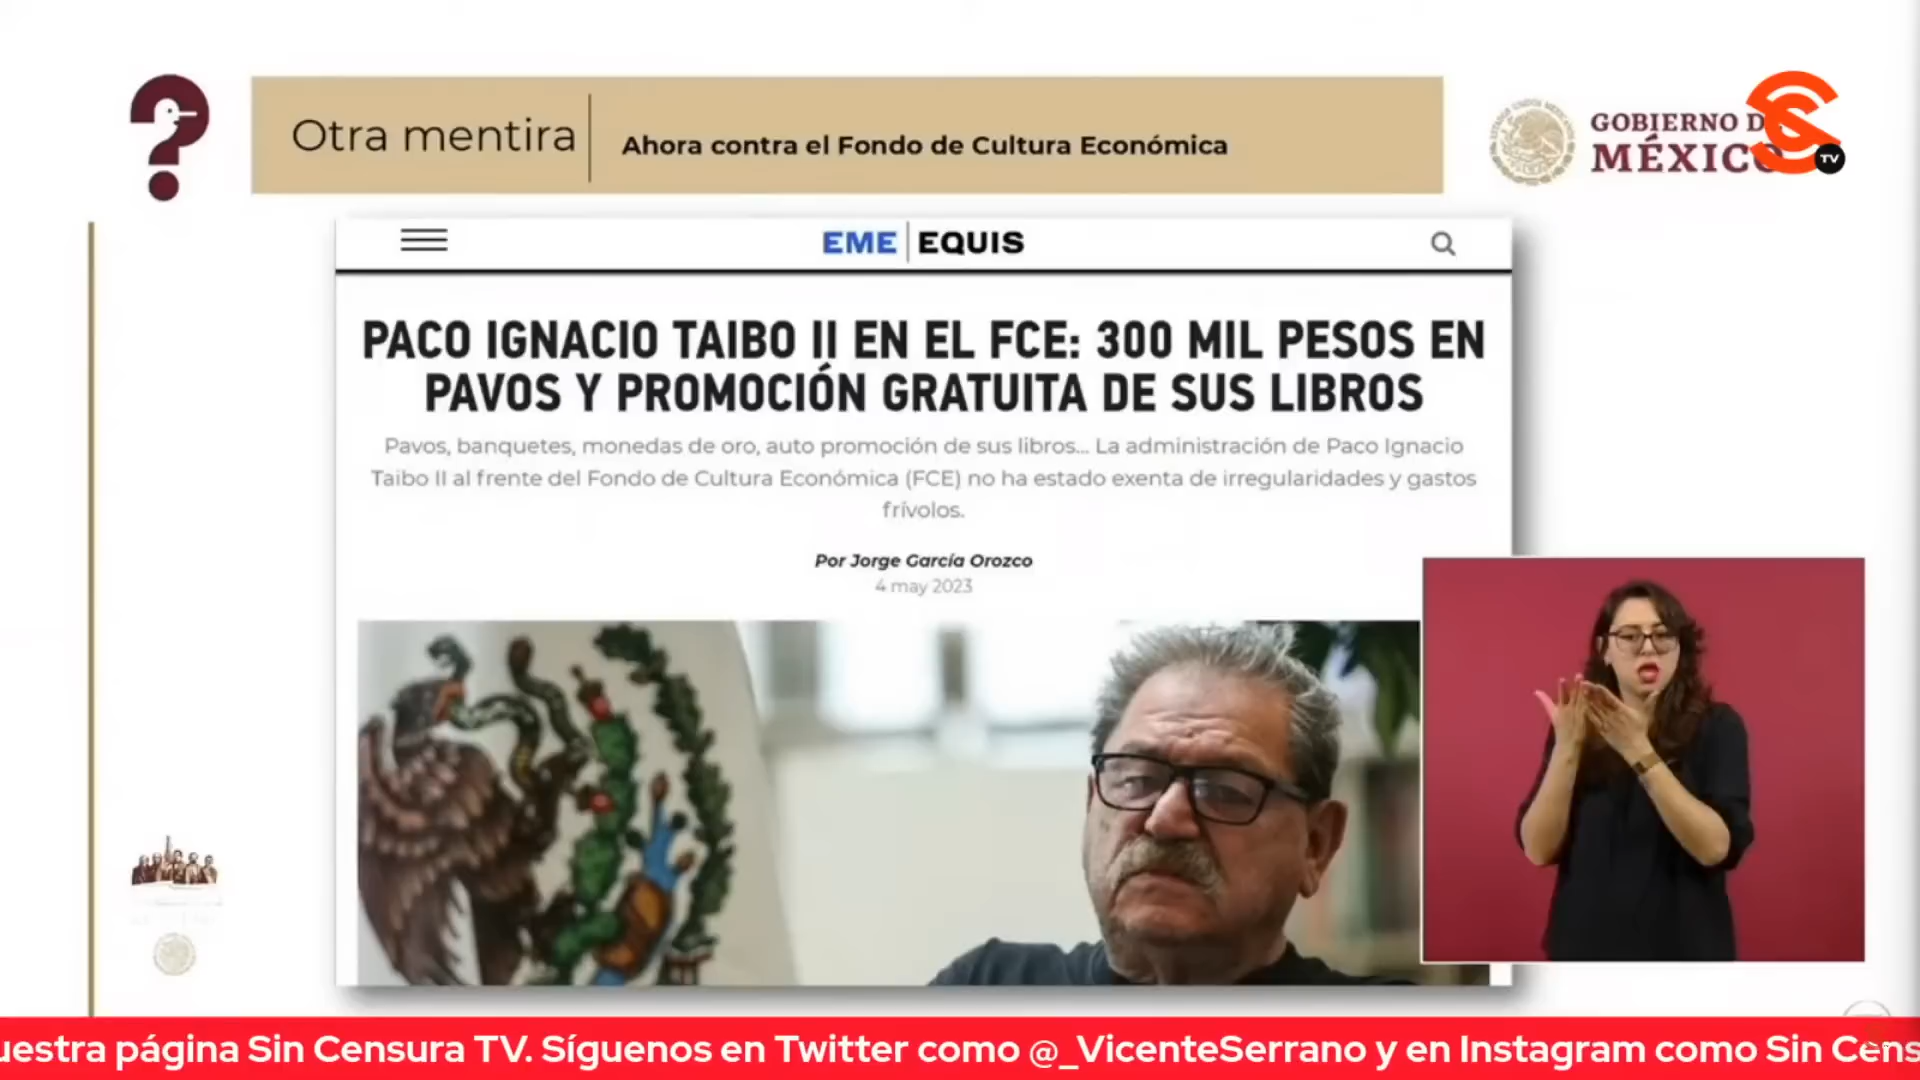 Otra mentira
Ahora contra el Fondo de Cultura Económica
GOBIERNO D
MÉXICO
TV
EME EQUIS
PACO IGNACIO TAIBO II EN EL FCE: 300 MIL PESOS EN
PAVOS Y PROMOCIÓN GRATUITA DE SUS LIBROS
Pavos, banquetes, monedas de oro, auto promoción de sus libros... La administración de Paco Ignacio
Taibo II al frente del Fondo de Cultura Económica (FCE) no ha estado exenta de irregularidades y gastos
frívolos.
Por Jorge García Orozco
4 may 2023
uestra página Sin Censura TV. Síguenos en Twitter como @_VicenteSerrano y en Instagram como Sin Cens